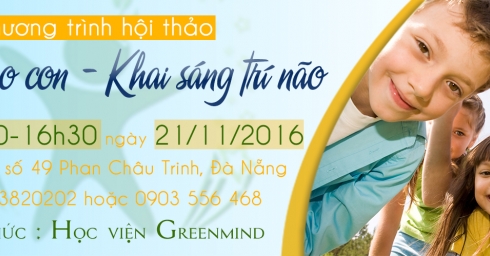 ương trình hội thảo
o con - Khai sáng trí não
0-16h30 ngày 21/11/2016
số 49 Phan Châu Trinh, Đà Nẵng
3820202 hoặc 0903 556 468
hức : Học viện Greenmind